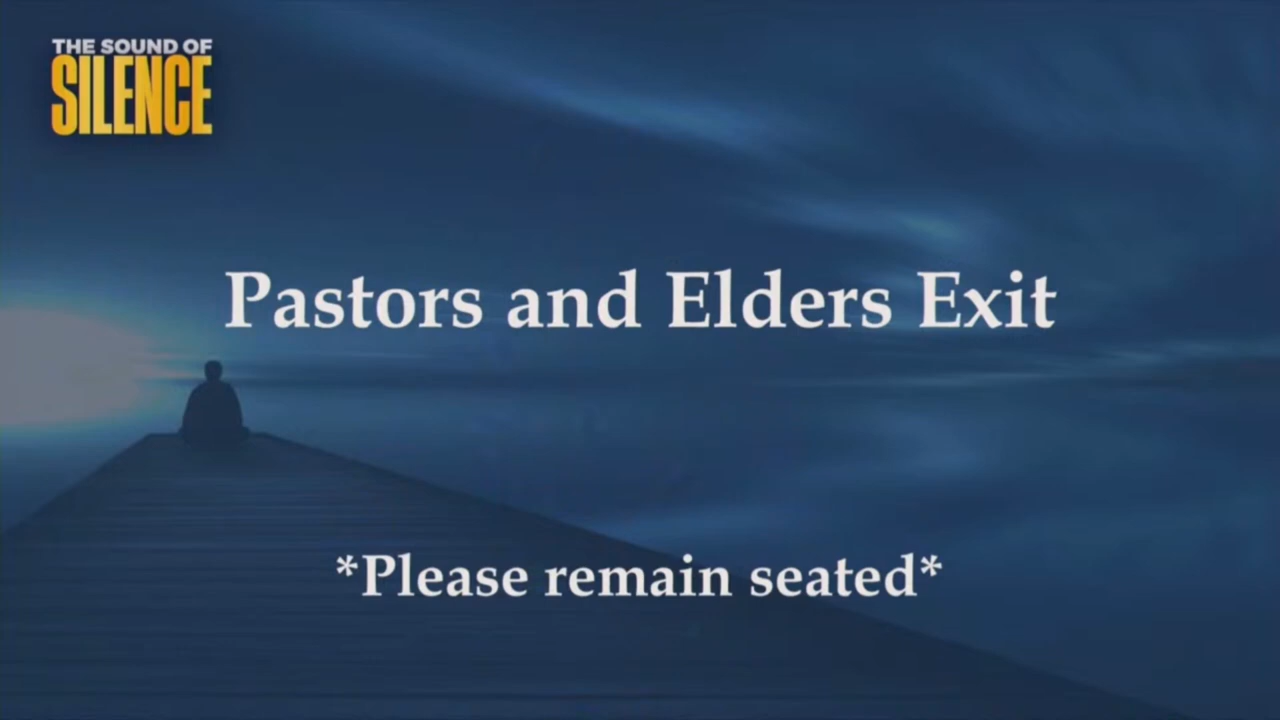 THE SOUND OF
SILENCE
Pastors and Elders Exit
*Please remain seated*